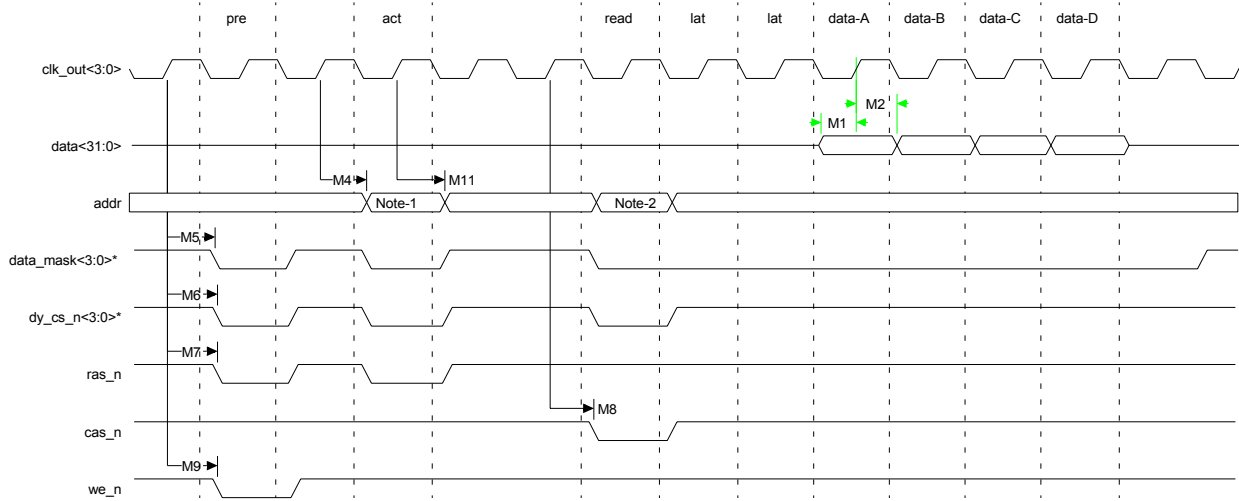 pre act read lat lat data-A data-B data-C data-D
clk_out<3:0>
M2
M1
data<31:0>
M4 M11
addr Note-1 Note-2
M5
data_mask<3:0>*
M6
dy_cs_n<3:0>*
M7
ras_n
M8
cas_n
M9
we_n